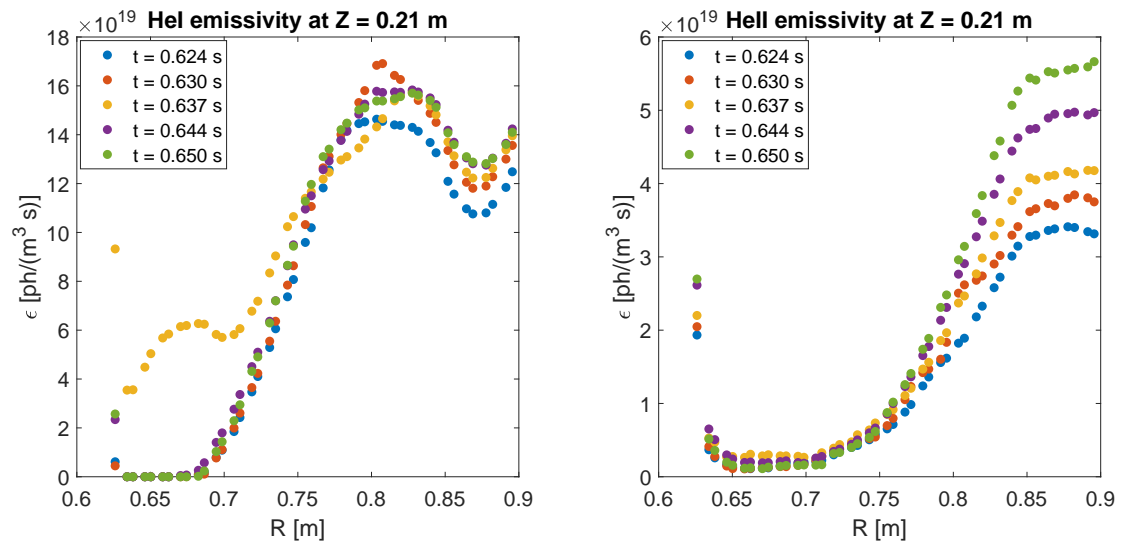 HeI emissivity at Z = 0.21 m
×10^19
18
16
14
12
10
8
6
4
2
0
ϵ [ph/(m^3 s)]
t = 0.624 s
t = 0.630 s
t = 0.637 s
t = 0.644 s
t = 0.650 s
0.6 0.65 0.7 0.75 0.8 0.85 0.9
R [m]
HeII emissivity at Z = 0.21 m
×10^19
6
5
4
3
2
1
0
ϵ [ph/(m^3 s)]
t = 0.624 s
t = 0.630 s
t = 0.637 s
t = 0.644 s
t = 0.650 s
0.6 0.65 0.7 0.75 0.8 0.85 0.9
R [m]